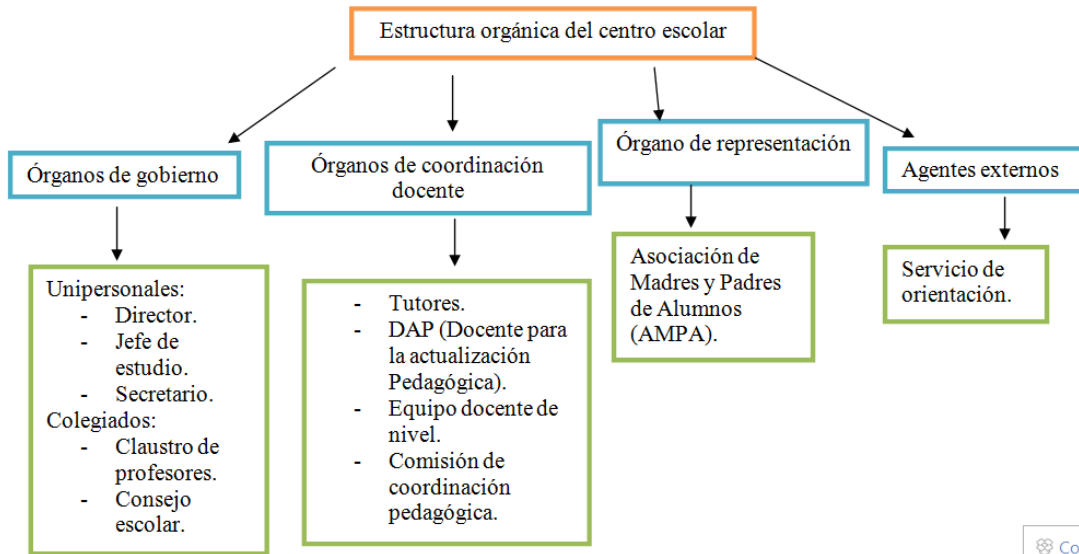 Estructura orgánica del centro escolar
Órganos de gobierno
Órganos de coordinación
docente
Órgano de representación
Agentes externos
Unipersonales:
- Director.
- Jefe de
estudio.
- Secretario.
Colegiados:
- Claustro de
profesores.
- Consejo
escolar.
- Tutores.
- DAP (Docente para
la actualización
Pedagógica).
- Equipo docente de
nivel.
- Comisión de
coordinación
pedagógica.
Asociación de
Madres y Padres
de Alumnos
(AMPA).
Servicio de
orientación.
Co